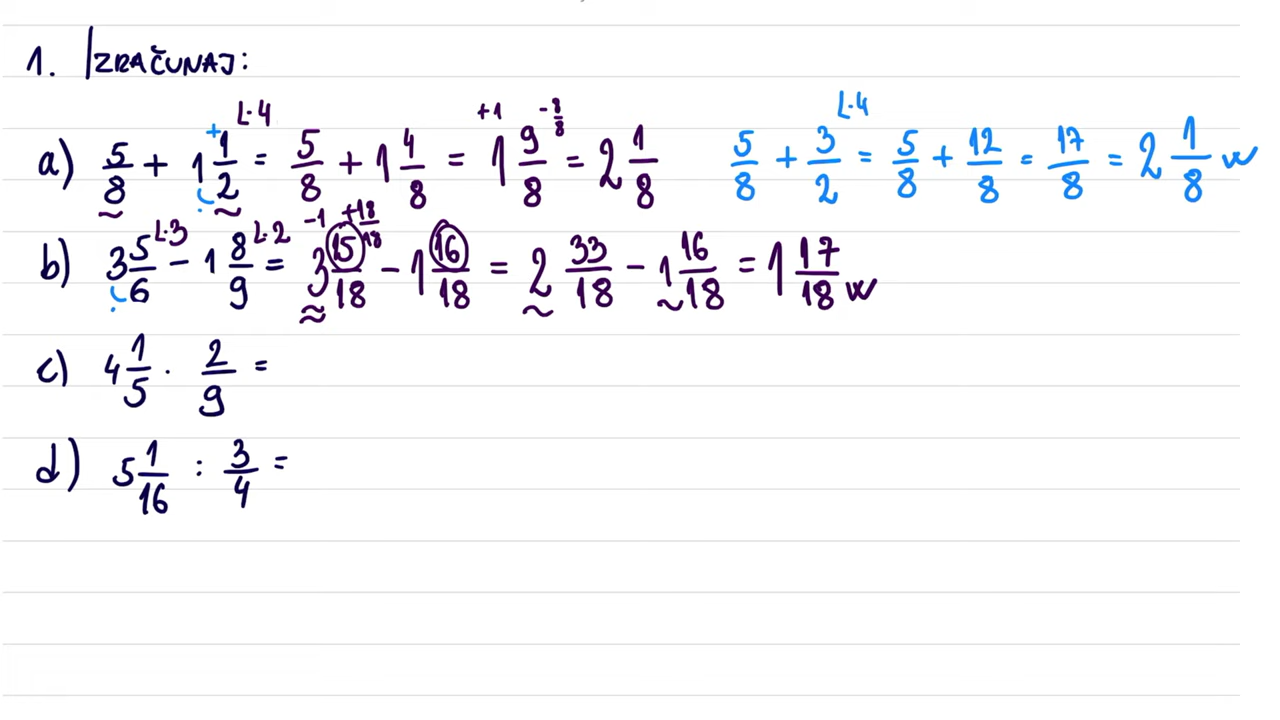 1. IZRAČUNAJ:
a) 5/8 + 1 1/2 = 5/8 + 1 4/8 = 1 9/8 = 2 1/8 5/8 + 3/2 = 5/8 + 12/8 = 17/8 = 2 1/8
b) 3 5/6 - 1 8/9 = 3 15/18 - 1 16/18 = 2 33/18 - 1 16/18 = 1 17/18
c) 4 1/5 · 2/9 =
d) 5 1/16 : 3/4 =